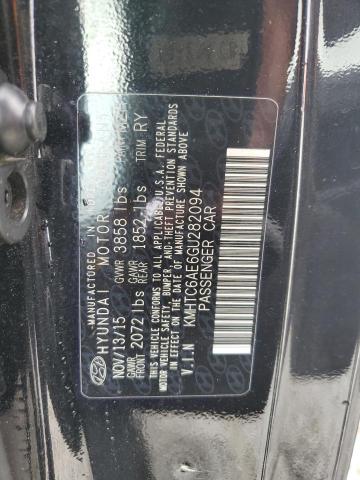 MANUFACTURED BY
HYUNDAI MOTOR
NOV/13/15 GVWR 3858 lbs
GAWR FRONT 2072 lbs GAWR REAR 1852 lbs TRIM RY
THIS VEHICLE CONFORMS TO ALL APPLICABLE U.S.A. FEDERAL
MOTOR VEHICLE SAFETY, BUMPER, AND THEFT PREVENTION STANDARDS
IN EFFECT ON THE DATE OF MANUFACTURE SHOWN ABOVE.
V.I.N KMHTC6AE6GU282094
PASSENGER CAR